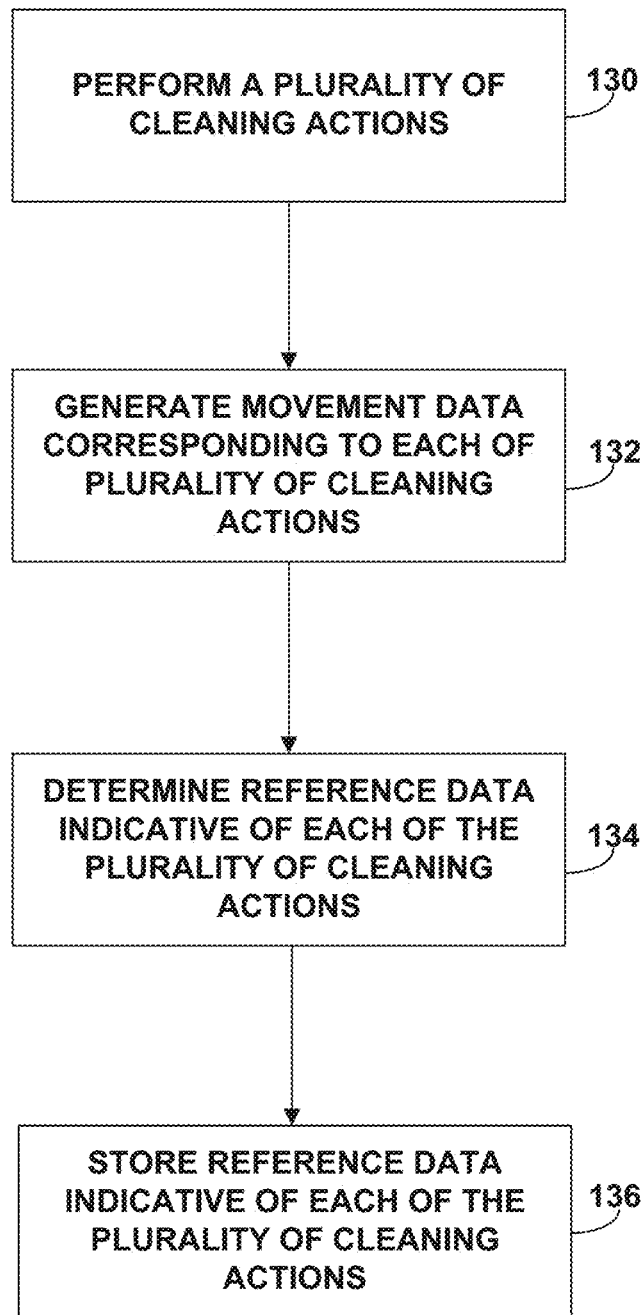 PERFORM A PLURALITY OF
CLEANING ACTIONS
130
GENERATE MOVEMENT DATA
CORRESPONDING TO EACH OF
PLURALITY OF CLEANING
ACTIONS
132
DETERMINE REFERENCE DATA
INDICATIVE OF EACH OF THE
PLURALITY OF CLEANING
ACTIONS
134
STORE REFERENCE DATA
INDICATIVE OF EACH OF THE
PLURALITY OF CLEANING
ACTIONS
136